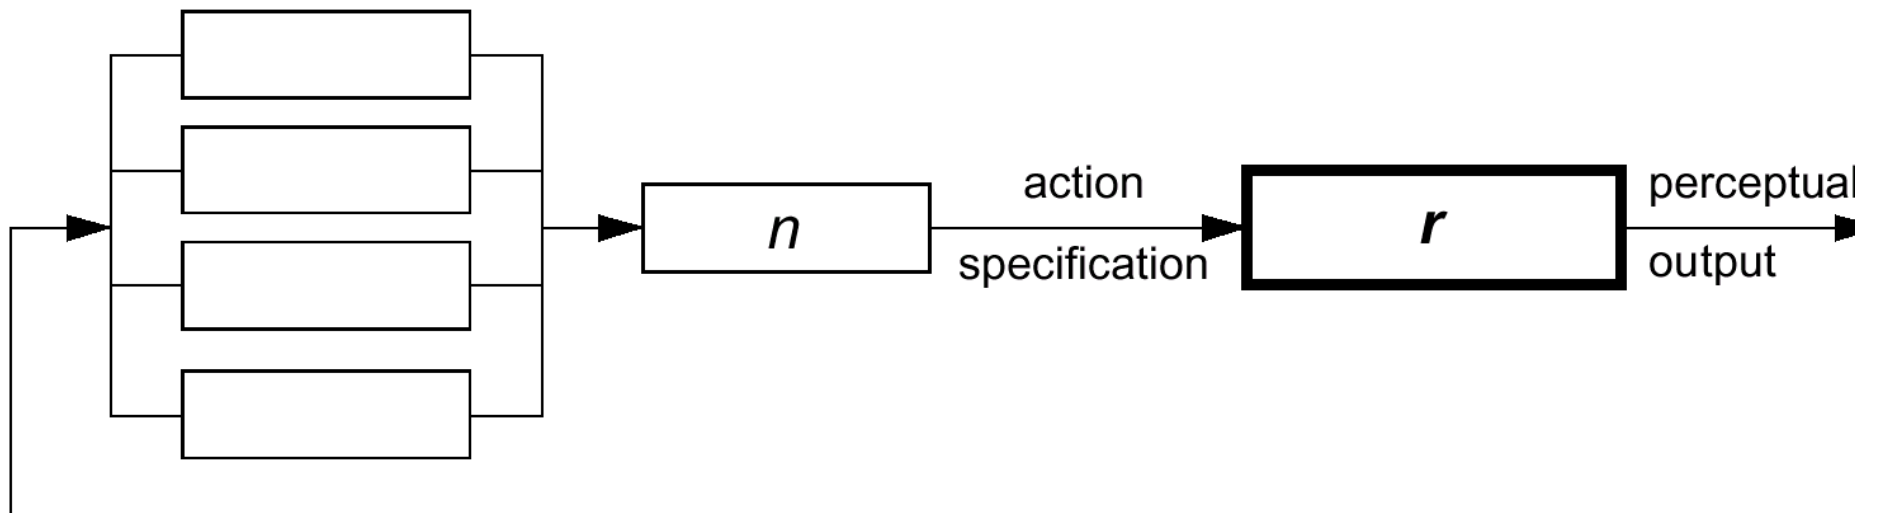 n
action
specification
r
perceptual
output